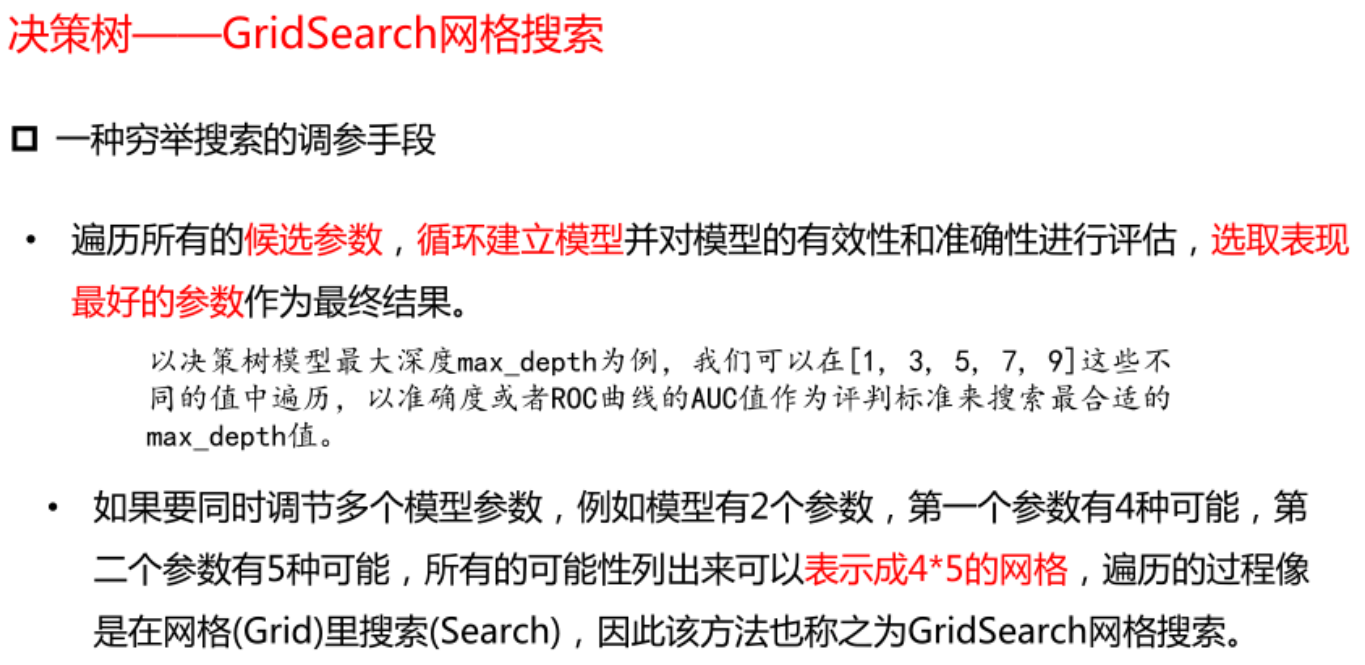 决策树——GridSearch网格搜索
一种穷举搜索的调参手段
• 遍历所有的候选参数，循环建立模型并对模型的有效性和准确性进行评估，选取表现
最好的参数作为最终结果。
以决策树模型最大深度max_depth为例，我们可以在[1, 3, 5, 7, 9]这些不
同的值中遍历，以准确度或者ROC曲线的AUC值作为评判标准来搜索最合适的
max_depth值。
• 如果要同时调节多个模型参数，例如模型有2个参数，第一个参数有4种可能，第
二个参数有5种可能，所有的可能性列出来可以表示成4*5的网格，遍历的过程像
是在网格(Grid)里搜索(Search)，因此该方法也称之为GridSearch网格搜索。